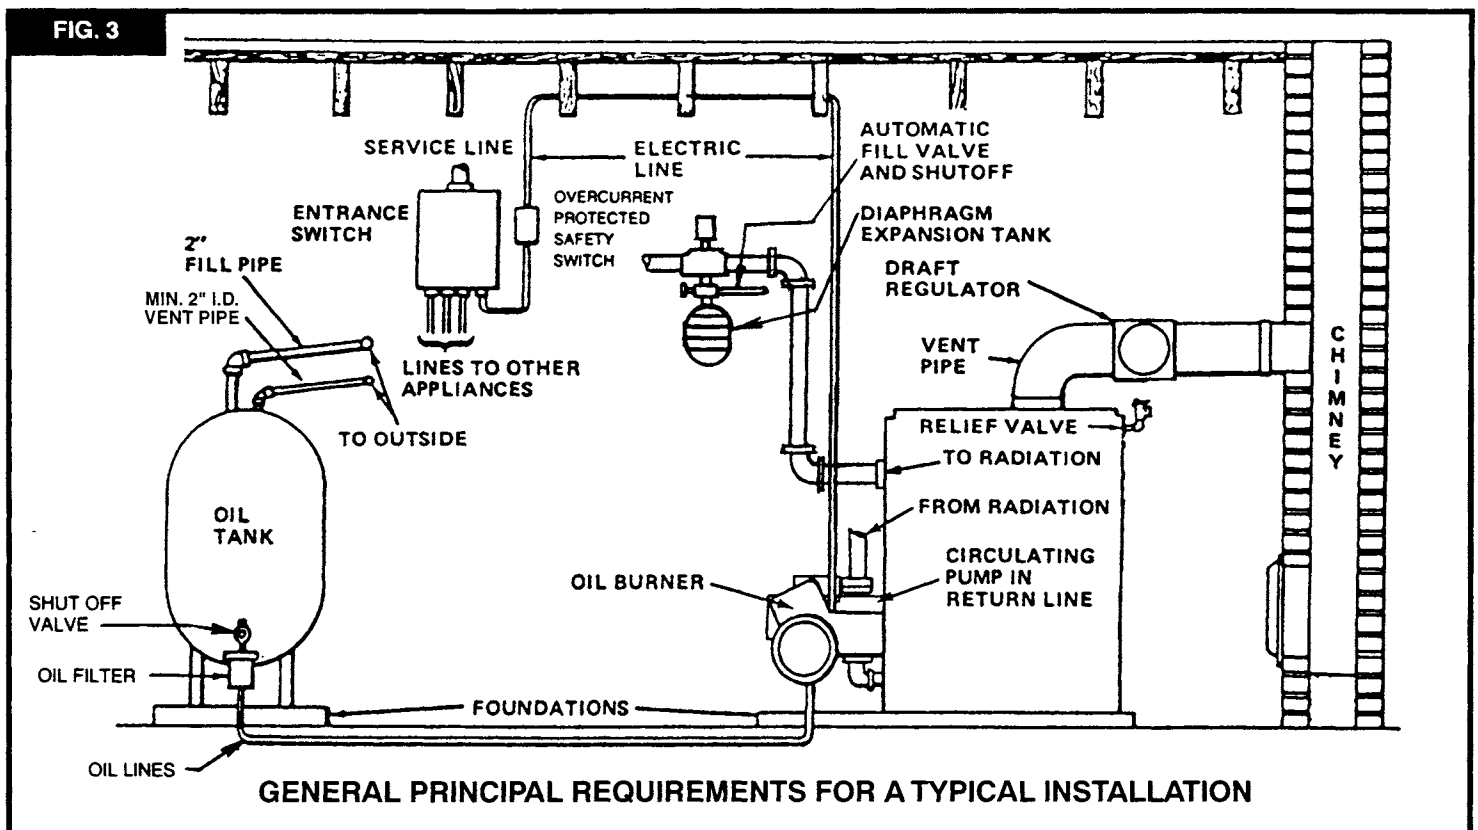 FIG. 3
SERVICE LINE
ELECTRIC
LINE
AUTOMATIC
FILL VALVE
AND SHUTOFF
ENTRANCE
SWITCH
OVERCURRENT
PROTECTED
SAFETY
SWITCH
DIAPHRAGM
EXPANSION TANK
2"
FILL PIPE
MIN. 2" I.D.
VENT PIPE
DRAFT
REGULATOR
VENT
PIPE
CHIMNEY
LINES TO OTHER
APPLIANCES
TO OUTSIDE
RELIEF VALVE
TO RADIATION
FROM RADIATION
OIL
TANK
CIRCULATING
PUMP IN
RETURN LINE
OIL BURNER
SHUT OFF
VALVE
OIL FILTER
FOUNDATIONS
OIL LINES
GENERAL PRINCIPAL REQUIREMENTS FOR A TYPICAL INSTALLATION